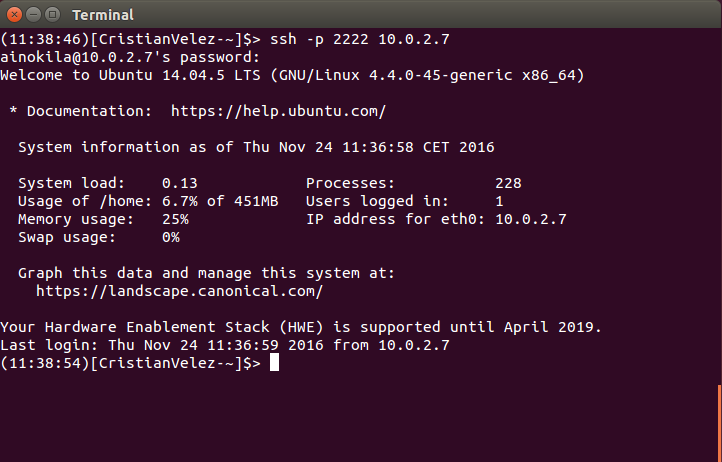 Terminal
(11:38:46)[CristianVelez-~]$> ssh -p 2222 10.0.2.7
ainokila@10.0.2.7's password:
Welcome to Ubuntu 14.04.5 LTS (GNU/Linux 4.4.0-45-generic x86_64)
* Documentation:  https://help.ubuntu.com/
System information as of Thu Nov 24 11:36:58 CET 2016
System load:    0.13            Processes:           228
Usage of /home: 6.7% of 451MB   Users logged in:     1
Memory usage:   25%             IP address for eth0: 10.0.2.7
Swap usage:     0%
Graph this data and manage this system at:
https://landscape.canonical.com/
Your Hardware Enablement Stack (HWE) is supported until April 2019.
Last login: Thu Nov 24 11:36:59 2016 from 10.0.2.7
(11:38:54)[CristianVelez-~]$>